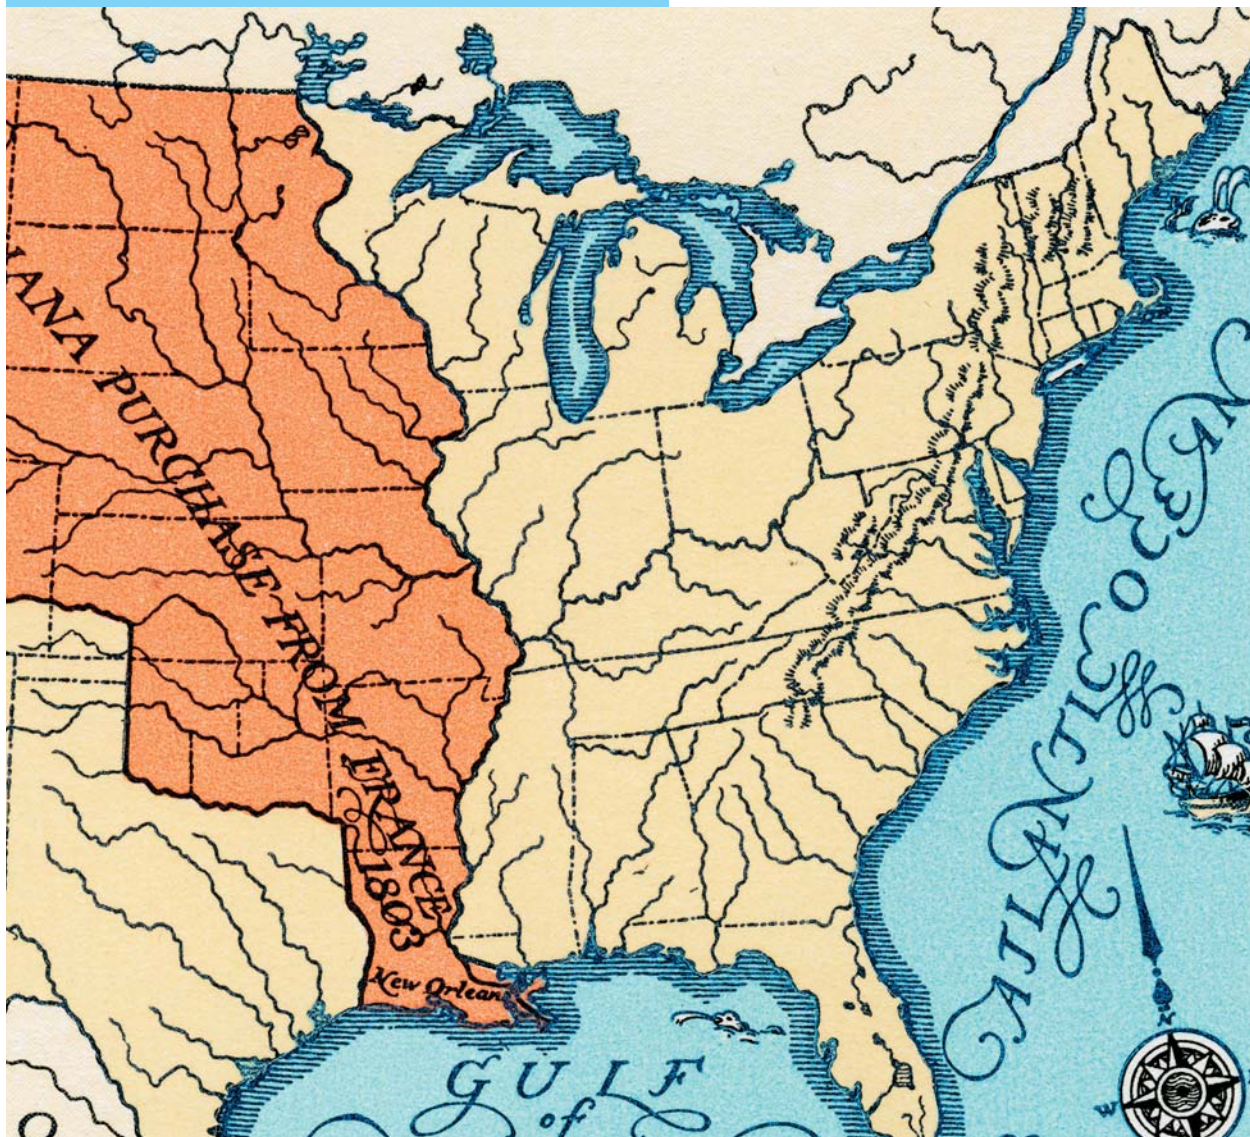 IANA PURCHASE FROM FRANCE
1803
New Orleans
ATLANTIC OCEAN
GULF
of
N
W